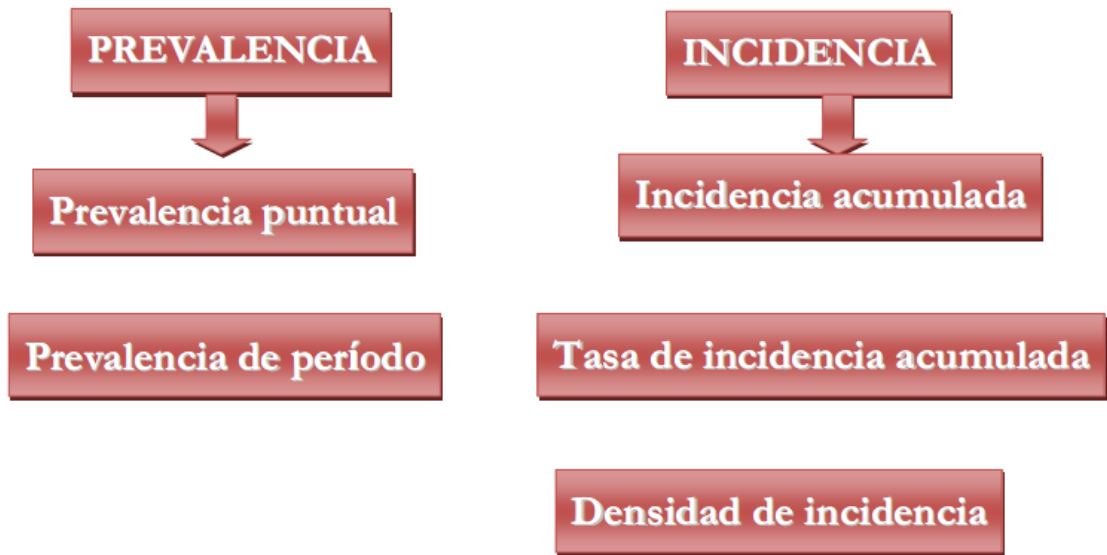 PREVALENCIA
Prevalencia puntual
Prevalencia de período
INCIDENCIA
Incidencia acumulada
Tasa de incidencia acumulada
Densidad de incidencia